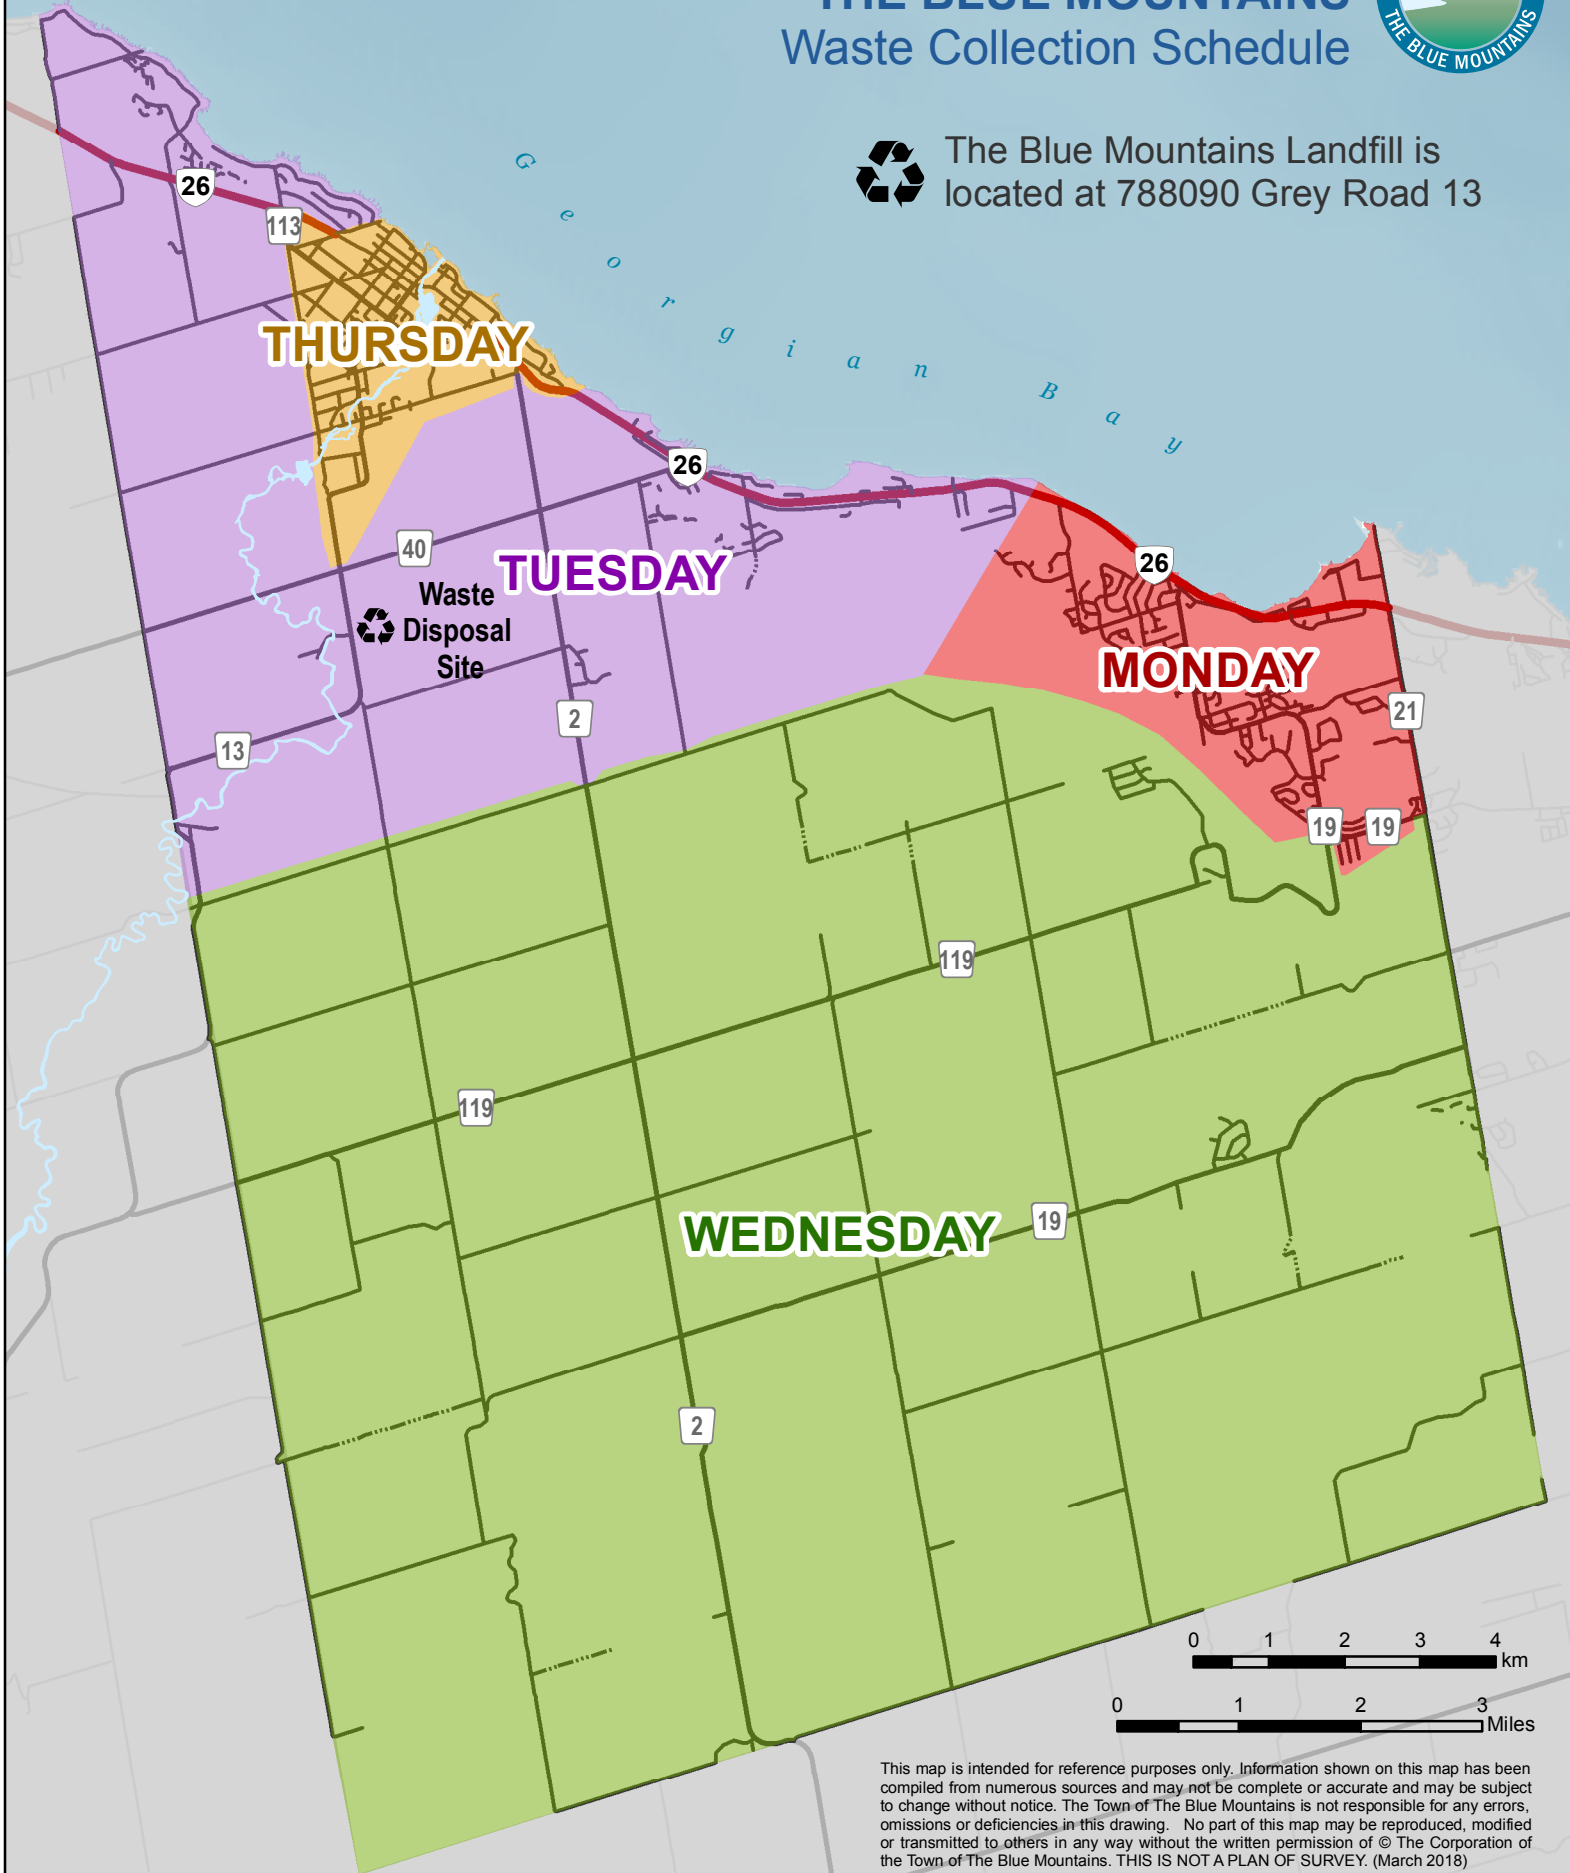 THE BLUE MOUNTAINS
Waste Collection Schedule
THE BLUE MOUNTAINS
The Blue Mountains Landfill is
located at 788090 Grey Road 13
Georgian Bay
26
113
THURSDAY
26
40
TUESDAY
26
Waste
Disposal
Site
MONDAY
2
21
13
19
19
119
119
19
WEDNESDAY
2
0 1 2 3 4
km
0 1 2 3
Miles
This map is intended for reference purposes only. Information shown on this map has been
compiled from numerous sources and may not be complete or accurate and may be subject
to change without notice. The Town of The Blue Mountains is not responsible for any errors,
omissions or deficiencies in this drawing. No part of this map may be reproduced, modified
or transmitted to others in any way without the written permission of © The Corporation of
the Town of The Blue Mountains. THIS IS NOT A PLAN OF SURVEY. (March 2018)